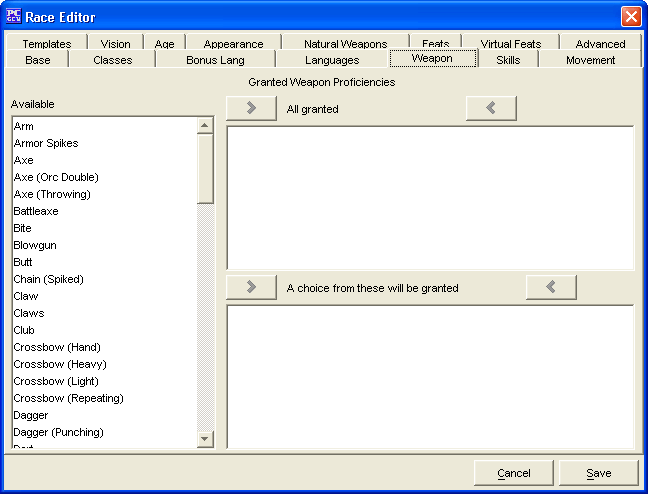 PC GEN Race Editor
Templates Vision Age Appearance Natural Weapons Feats Virtual Feats Advanced
Base Classes Bonus Lang Languages Weapon Skills Movement
Granted Weapon Proficiencies
Available
Arm
Armor Spikes
Axe
Axe (Orc Double)
Axe (Throwing)
Battleaxe
Bite
Blowgun
Butt
Chain (Spiked)
Claw
Claws
Club
Crossbow (Hand)
Crossbow (Heavy)
Crossbow (Light)
Crossbow (Repeating)
Dagger
Dagger (Punching)
Dart
All granted
A choice from these will be granted
Cancel Save